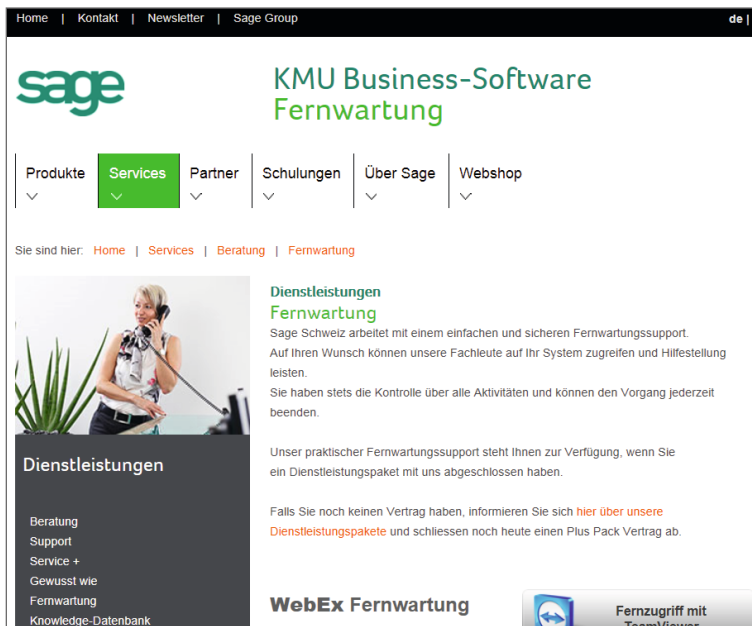 Home | Kontakt | Newsletter | Sage Group
de |
sage
KMU Business-Software
Fernwartung
Produkte
Services
Partner
Schulungen
Über Sage
Webshop
Sie sind hier: Home | Services | Beratung | Fernwartung
Dienstleistungen
Fernwartung
Sage Schweiz arbeitet mit einem einfachen und sicheren Fernwartungssupport.
Auf Ihren Wunsch können unsere Fachleute auf Ihr System zugreifen und Hilfestellung
leisten.
Sie haben stets die Kontrolle über alle Aktivitäten und können den Vorgang jederzeit
beenden.
Unser praktischer Fernwartungssupport steht Ihnen zur Verfügung, wenn Sie
ein Dienstleistungspaket mit uns abgeschlossen haben.
Falls Sie noch keinen Vertrag haben, informieren Sie sich hier über unsere
Dienstleistungspakete und schliessen noch heute einen Plus Pack Vertrag ab.
Dienstleistungen
Beratung
Support
Service +
Gewusst wie
Fernwartung
Knowledge-Datenbank
WebEx Fernwartung
Fernzugriff mit
TeamViewer